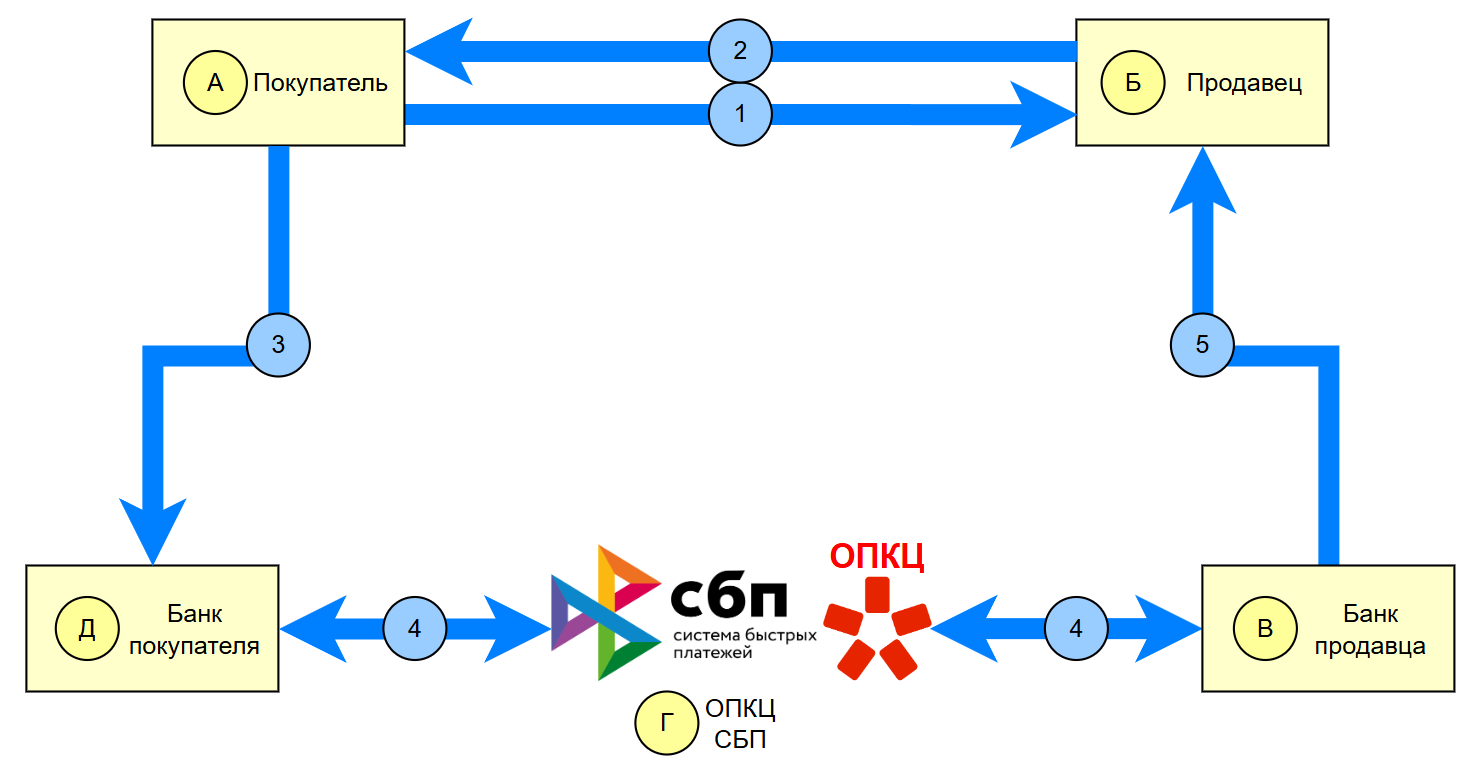 2
А Покупатель
Б Продавец
1
3
5
ОПКЦ
сбп
система быстрых
платежей
Д Банк
покупателя
4
4
В Банк
продавца
Г ОПКЦ
СБП